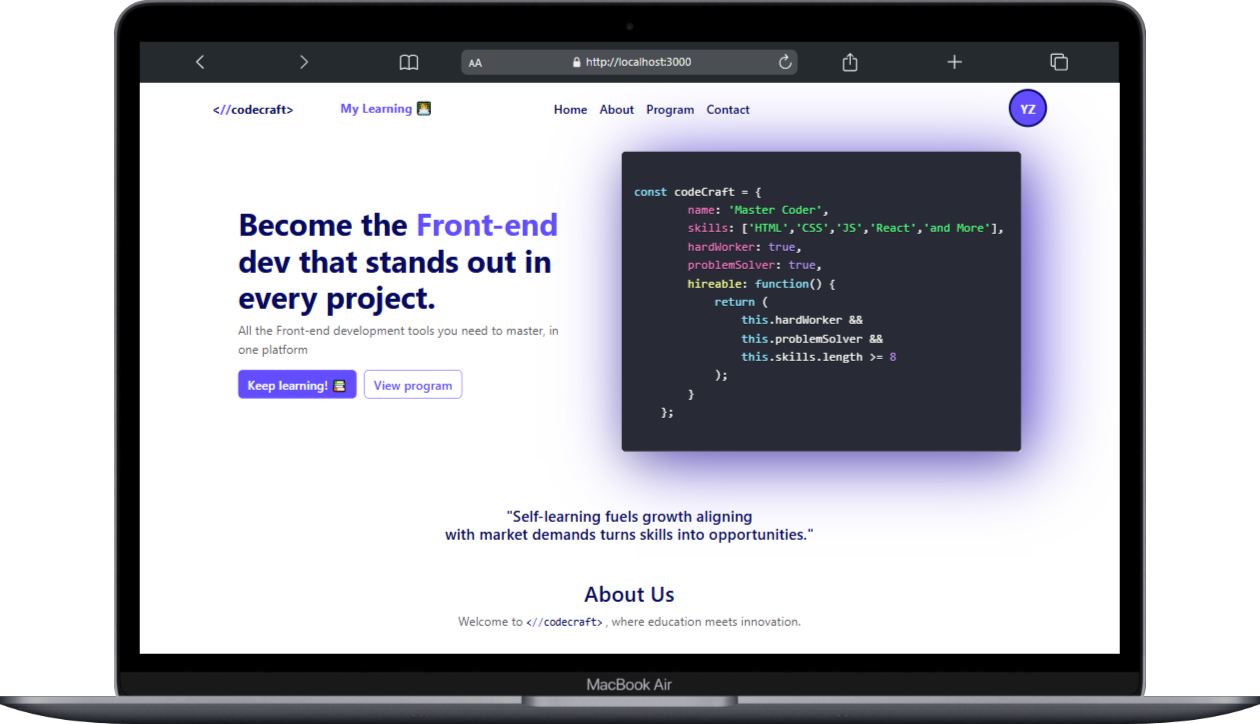 AA http://localhost:3000
<//codecraft> My Learning Home About Program Contact YZ
Become the Front-end
dev that stands out in
every project.
All the Front-end development tools you need to master, in
one platform
Keep learning! View program
const codeCraft = {
name: 'Master Coder',
skills: ['HTML','CSS','JS','React','and More'],
hardWorker: true,
problemSolver: true,
hireable: function() {
return (
this.hardWorker &&
this.problemSolver &&
this.skills.length >= 8
);
}
};
"Self-learning fuels growth aligning
with market demands turns skills into opportunities."
About Us
Welcome to <//codecraft> , where education meets innovation.
MacBook Air